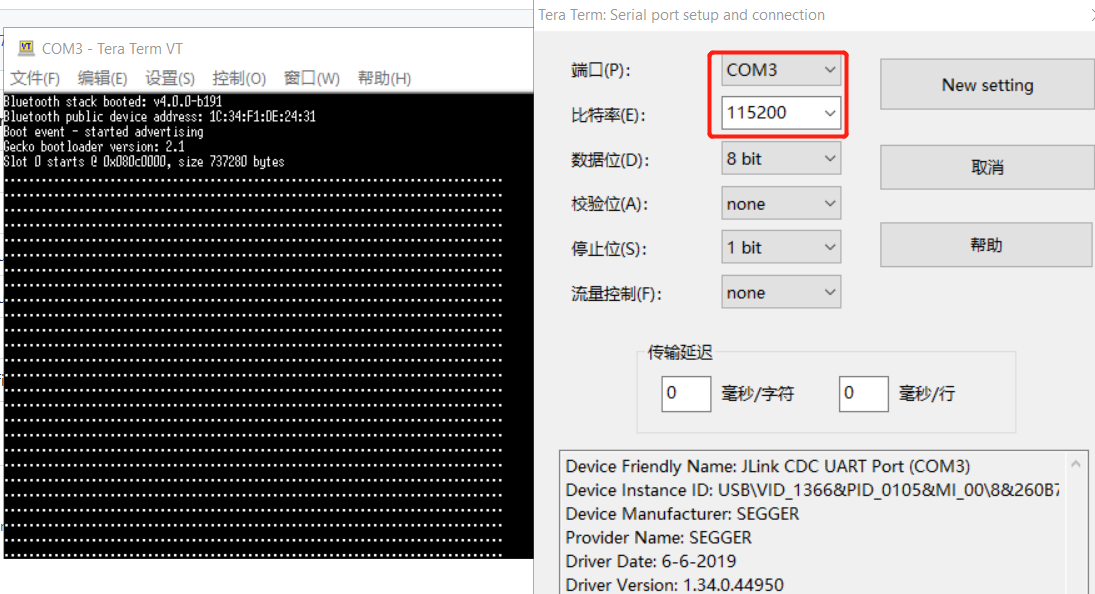 COM3 - Tera Term VT
文件(F) 编辑(E) 设置(S) 控制(O) 窗口(W) 帮助(H)
Bluetooth stack booted: v4.0.0-b191
Bluetooth public device address: 1C:34:F1:DE:24:31
Boot event - started advertising
Gecko bootloader version: 2.1
Slot 0 starts @ 0x080c0000, size 737280 bytes
Tera Term: Serial port setup and connection
端口(P): COM3
New setting
比特率(E): 115200
数据位(D): 8 bit
取消
校验位(A): none
停止位(S): 1 bit
帮助
流量控制(F): none
传输延迟
0 毫秒/字符 0 毫秒/行
Device Friendly Name: JLink CDC UART Port (COM3)
Device Instance ID: USB\VID_1366&PID_0105&MI_00\8&260B7
Device Manufacturer: SEGGER
Provider Name: SEGGER
Driver Date: 6-6-2019
Driver Version: 1.34.0.44950